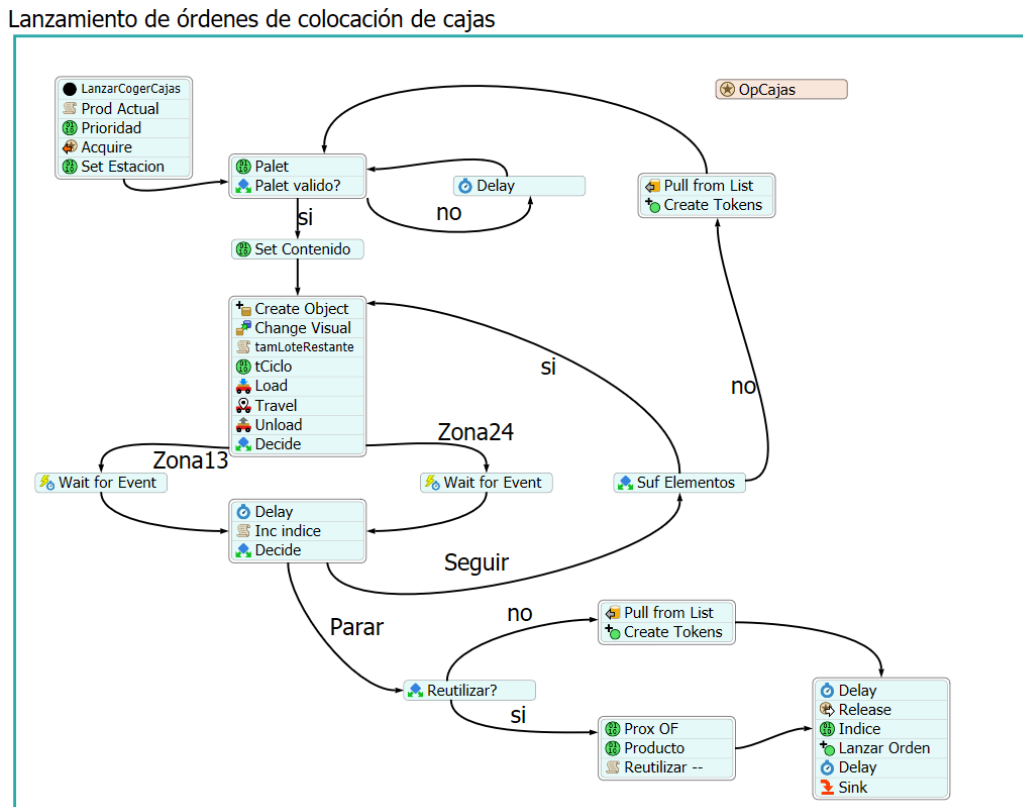 Lanzamiento de órdenes de colocación de cajas
LanzarCogerCajas
Prod Actual
Prioridad
Acquire
Set Estacion
OpCajas
Palet
Palet valido?
Delay
no
si
Pull from List
Create Tokens
Set Contenido
Create Object
Change Visual
tamLoteRestante
tCiclo
Load
Travel
Unload
Decide
si
no
Zona13
Zona24
Wait for Event
Wait for Event
Suf Elementos
Delay
Inc indice
Decide
Seguir
Parar
Reutilizar?
no
Pull from List
Create Tokens
si
Prox OF
Producto
Reutilizar --
Delay
Release
Indice
Lanzar Orden
Delay
Sink